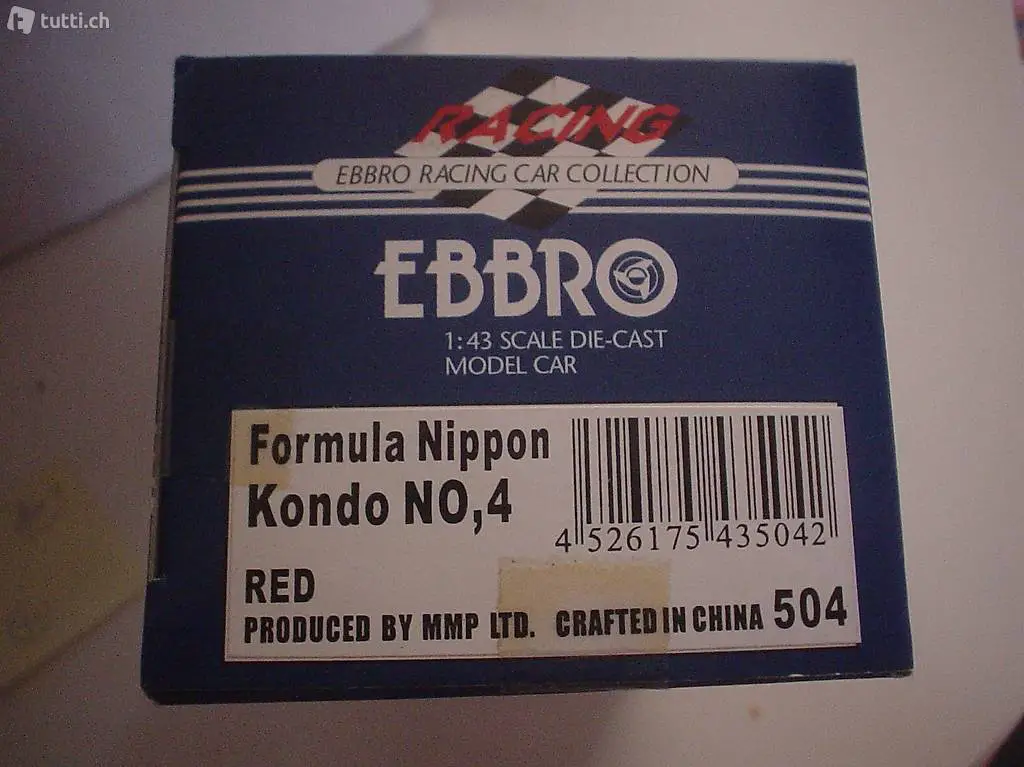 tutti.ch
RACING
EBBRO RACING CAR COLLECTION
EBBRO
1:43 SCALE DIE-CAST
MODEL CAR
Formula Nippon
Kondo NO,4
4 526175 435042
RED
PRODUCED BY MMP LTD. CRAFTED IN CHINA 504